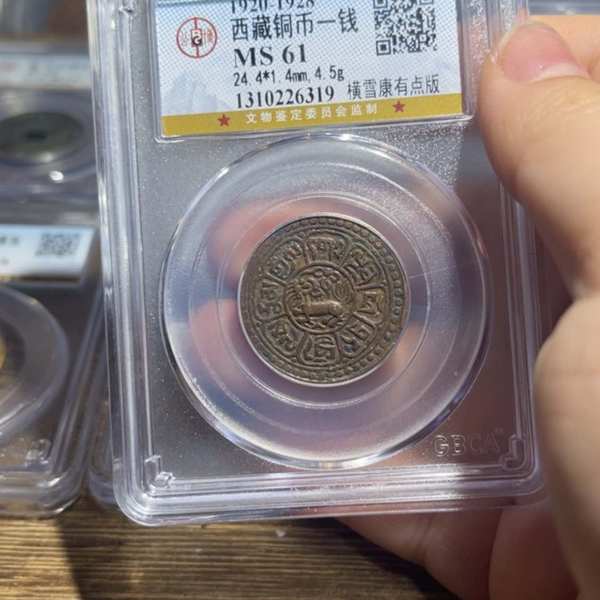 1920-1928
西藏铜币一钱
MS 61
24.4*1.4mm, 4.5g
1310226319 横雪康有点版
文物鉴定委员会监制
GBCA